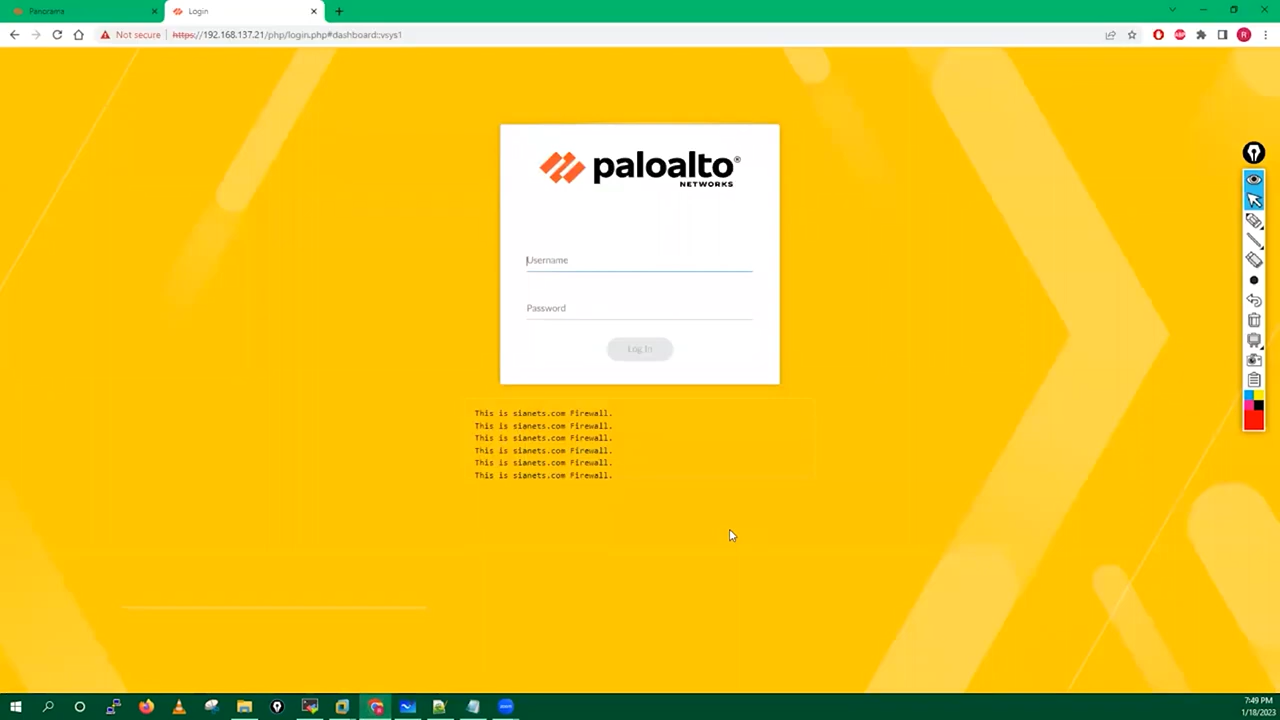 Panorama
Login
Not secure
https://192.168.137.21/php/login.php#dashboard::vsys1
ABP
R
paloalto®
NETWORKS
Username
Password
Log In
This is sianets.com Firewall.
This is sianets.com Firewall.
This is sianets.com Firewall.
This is sianets.com Firewall.
This is sianets.com Firewall.
This is sianets.com Firewall.
zoom
7:49 PM
1/18/2023